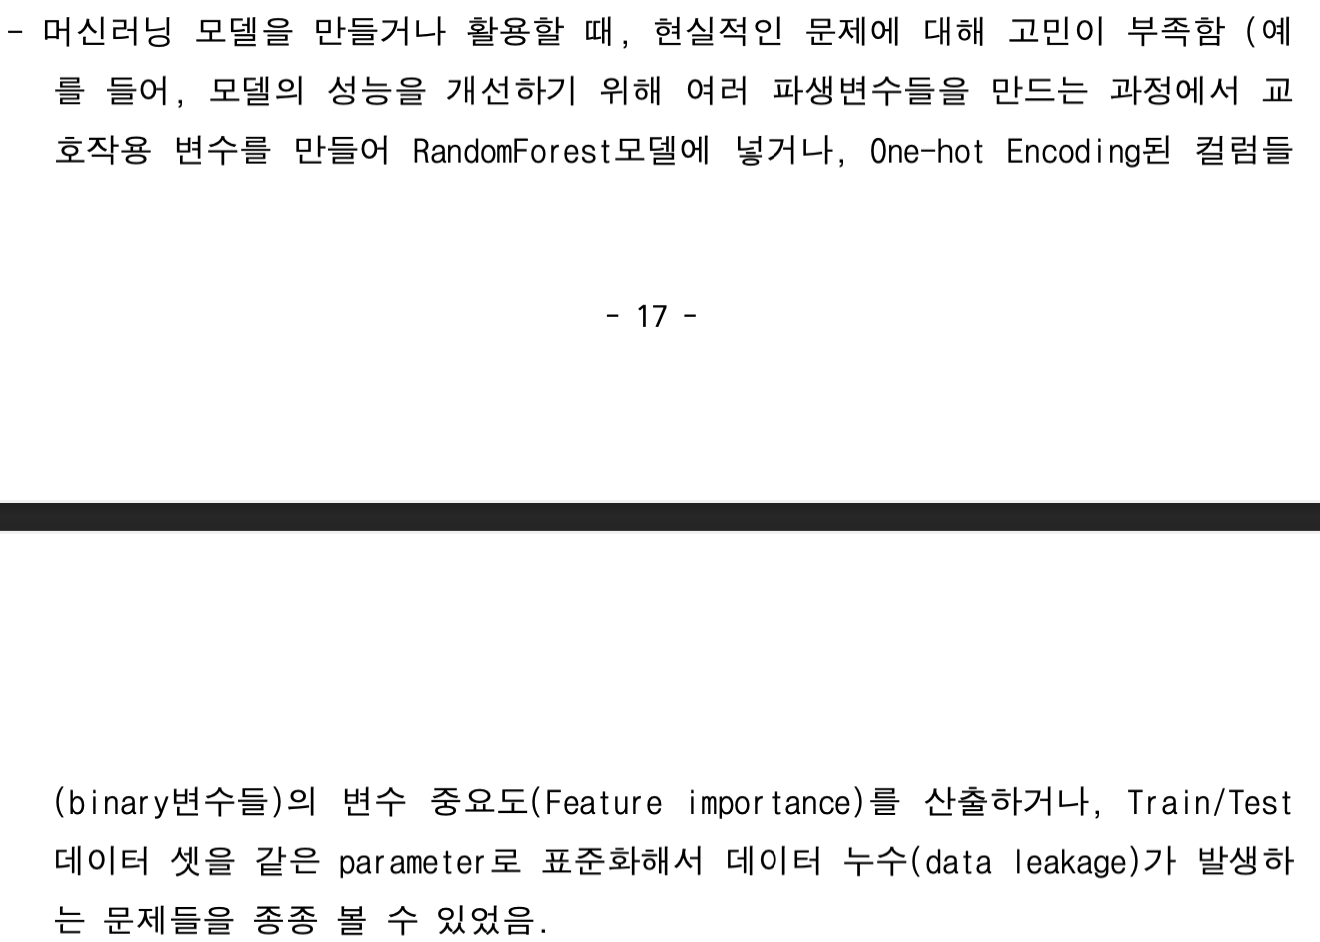 - 머신러닝 모델을 만들거나 활용할 때, 현실적인 문제에 대해 고민이 부족함 (예
를 들어, 모델의 성능을 개선하기 위해 여러 파생변수들을 만드는 과정에서 교
호작용 변수를 만들어 RandomForest모델에 넣거나, One-hot Encoding된 컬럼들
- 17 -
(binary변수들)의 변수 중요도(Feature importance)를 산출하거나, Train/Test
데이터 셋을 같은 parameter로 표준화해서 데이터 누수(data leakage)가 발생하
는 문제들을 종종 볼 수 있었음.